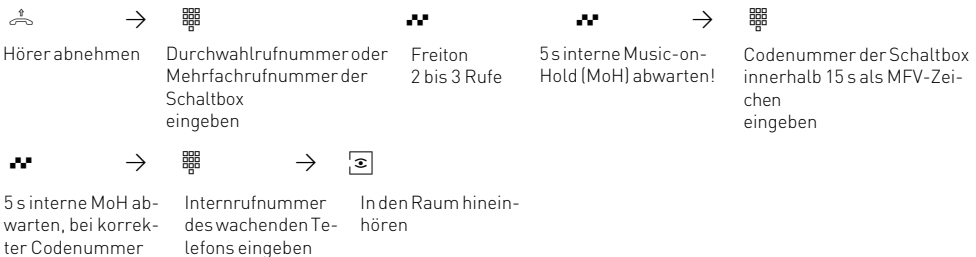 Hörer abnehmen
Durchwahlrufnummer oder
Mehrfachrufnummer der
Schaltbox
eingeben
Freiton
2 bis 3 Rufe
5 s interne Music-on-
Hold (MoH) abwarten!
Codenummer der Schaltbox
innerhalb 15 s als MFV-Zei-
chen
eingeben
5 s interne MoH ab-
warten, bei korrek-
ter Codenummer
Internrufnummer
des wachenden Te-
lefons eingeben
In den Raum hinein-
hören